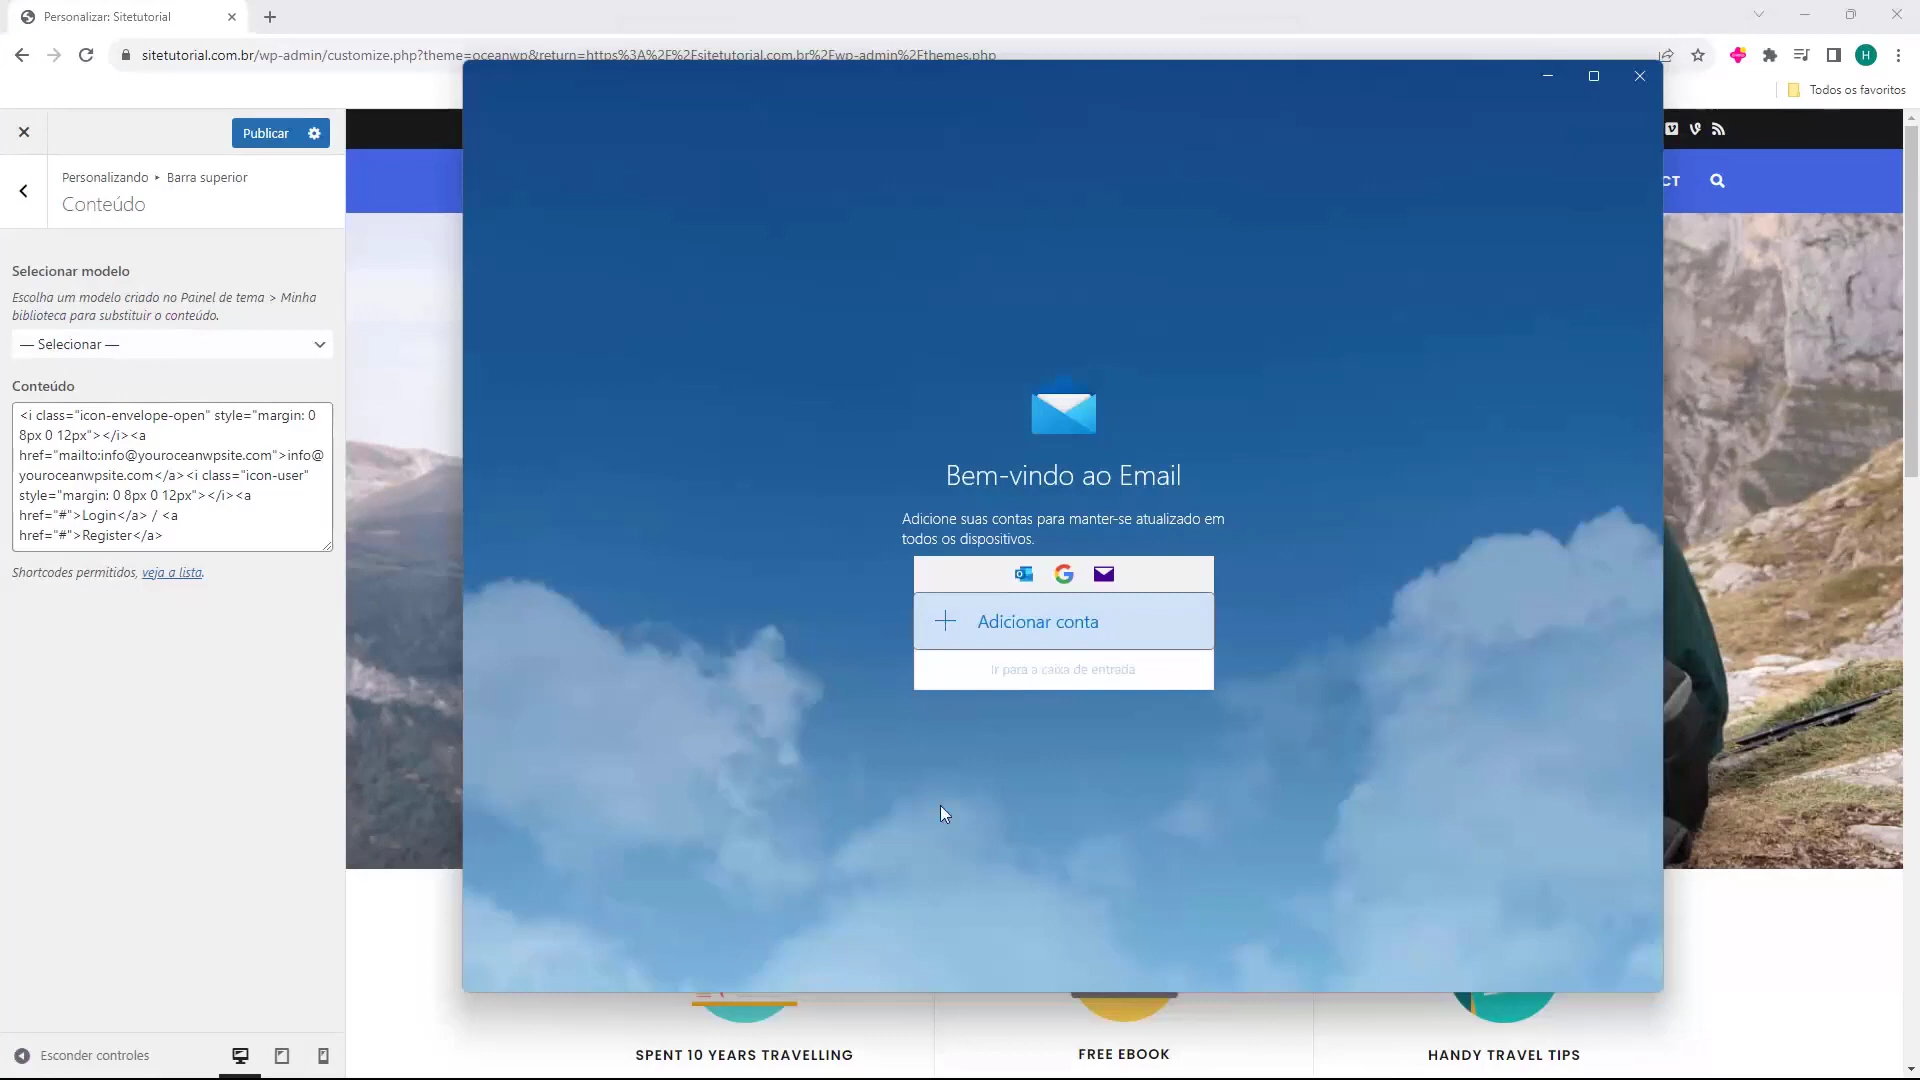 Personalizar: Sitetutorial
sitetutorial.com.br/wp-admin/customize.php?theme=oceanwp&return=https%3A%2F%2Fsitetutorial.com.br%2Fwp-admin%2Fthemes.php
H
Todos os favoritos
Publicar
Personalizando ▸ Barra superior
Conteúdo
CT
Selecionar modelo
Escolha um modelo criado no Painel de tema > Minha
biblioteca para substituir o conteúdo.
— Selecionar —
Conteúdo
<i class="icon-envelope-open" style="margin: 0
8px 0 12px"></i><a
href="mailto:info@youroceanwpsite.com">info@
youroceanwpsite.com</a><i class="icon-user"
style="margin: 0 8px 0 12px"></i><a
href="#">Login</a> / <a
href="#">Register</a>
Shortcodes permitidos, veja a lista.
Bem-vindo ao Email
Adicione suas contas para manter-se atualizado em
todos os dispositivos.
Adicionar conta
Ir para a caixa de entrada
SPENT 10 YEARS TRAVELLING
FREE EBOOK
HANDY TRAVEL TIPS
Esconder controles